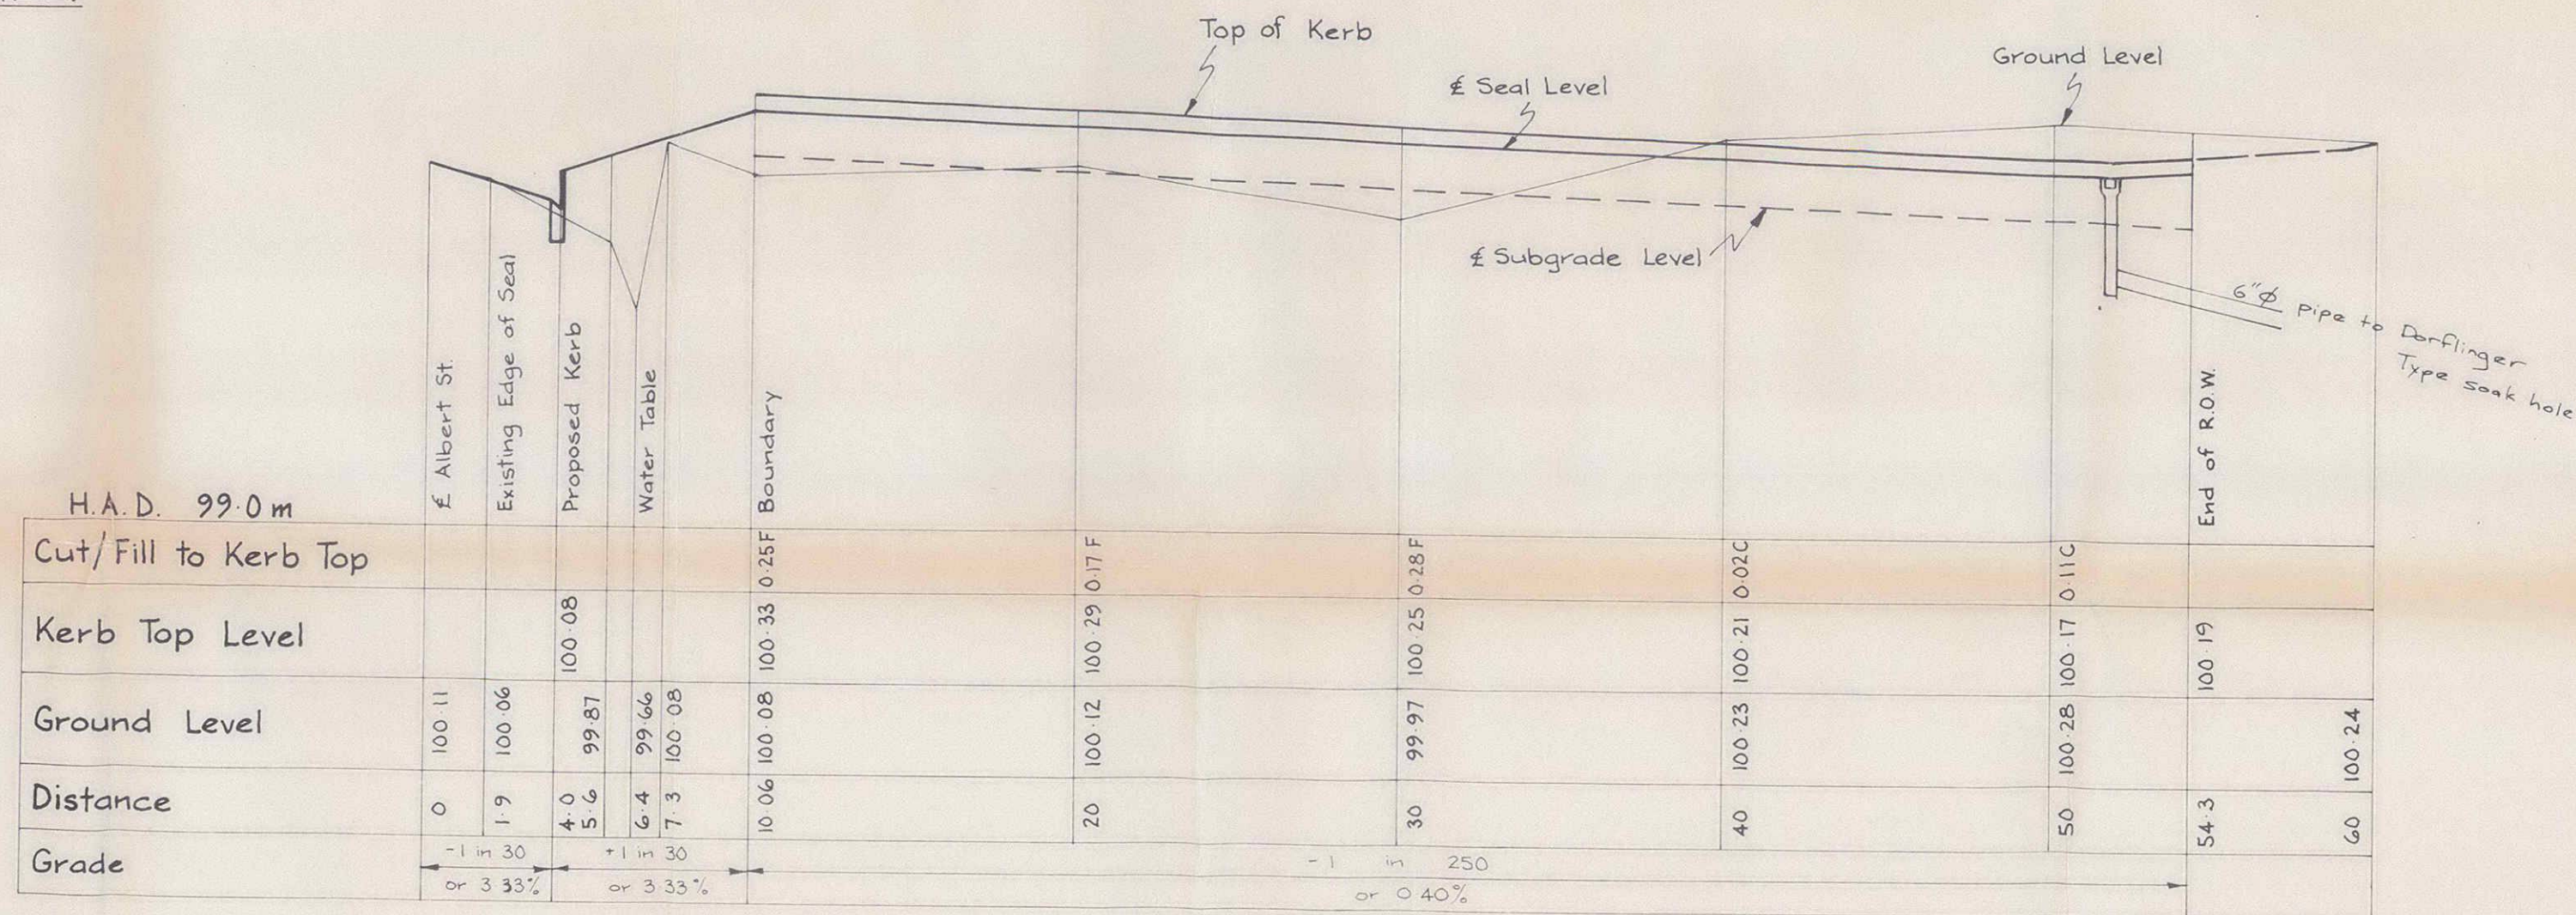 Top of Kerb
Ground Level
℄ Seal Level
℄ Subgrade Level
6"ϕ pipe to Dorflinger
Type soak hole
℄ Albert St.
Existing Edge of Seal
Proposed Kerb
Water Table
Boundary
End of R.O.W.
H.A.D. 99.0 m
Cut/Fill to Kerb Top
0.25F
0.17F
0.28F
0.02C
0.11C
Kerb Top Level
100.08
100.33
100.29
100.25
100.21
100.17
100.19
Ground Level
100.11
100.06
99.87
99.66
100.08
100.08
100.12
99.97
100.23
100.28
100.24
Distance
0
1.9
4.0
5.6
6.4
7.3
10.06
20
30
40
50
54.3
60
Grade
-1 in 30
or 3.33%
+1 in 30
or 3.33%
-1 in 250
or 0.40%